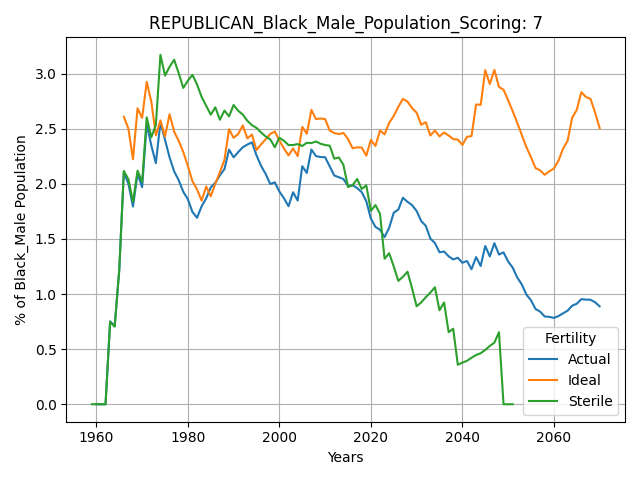 REPUBLICAN_Black_Male_Population_Scoring: 7
% of Black_Male Population
3.0
2.5
2.0
1.5
1.0
0.5
0.0
1960 1980 2000 2020 2040 2060
Years
Fertility
Actual
Ideal
Sterile